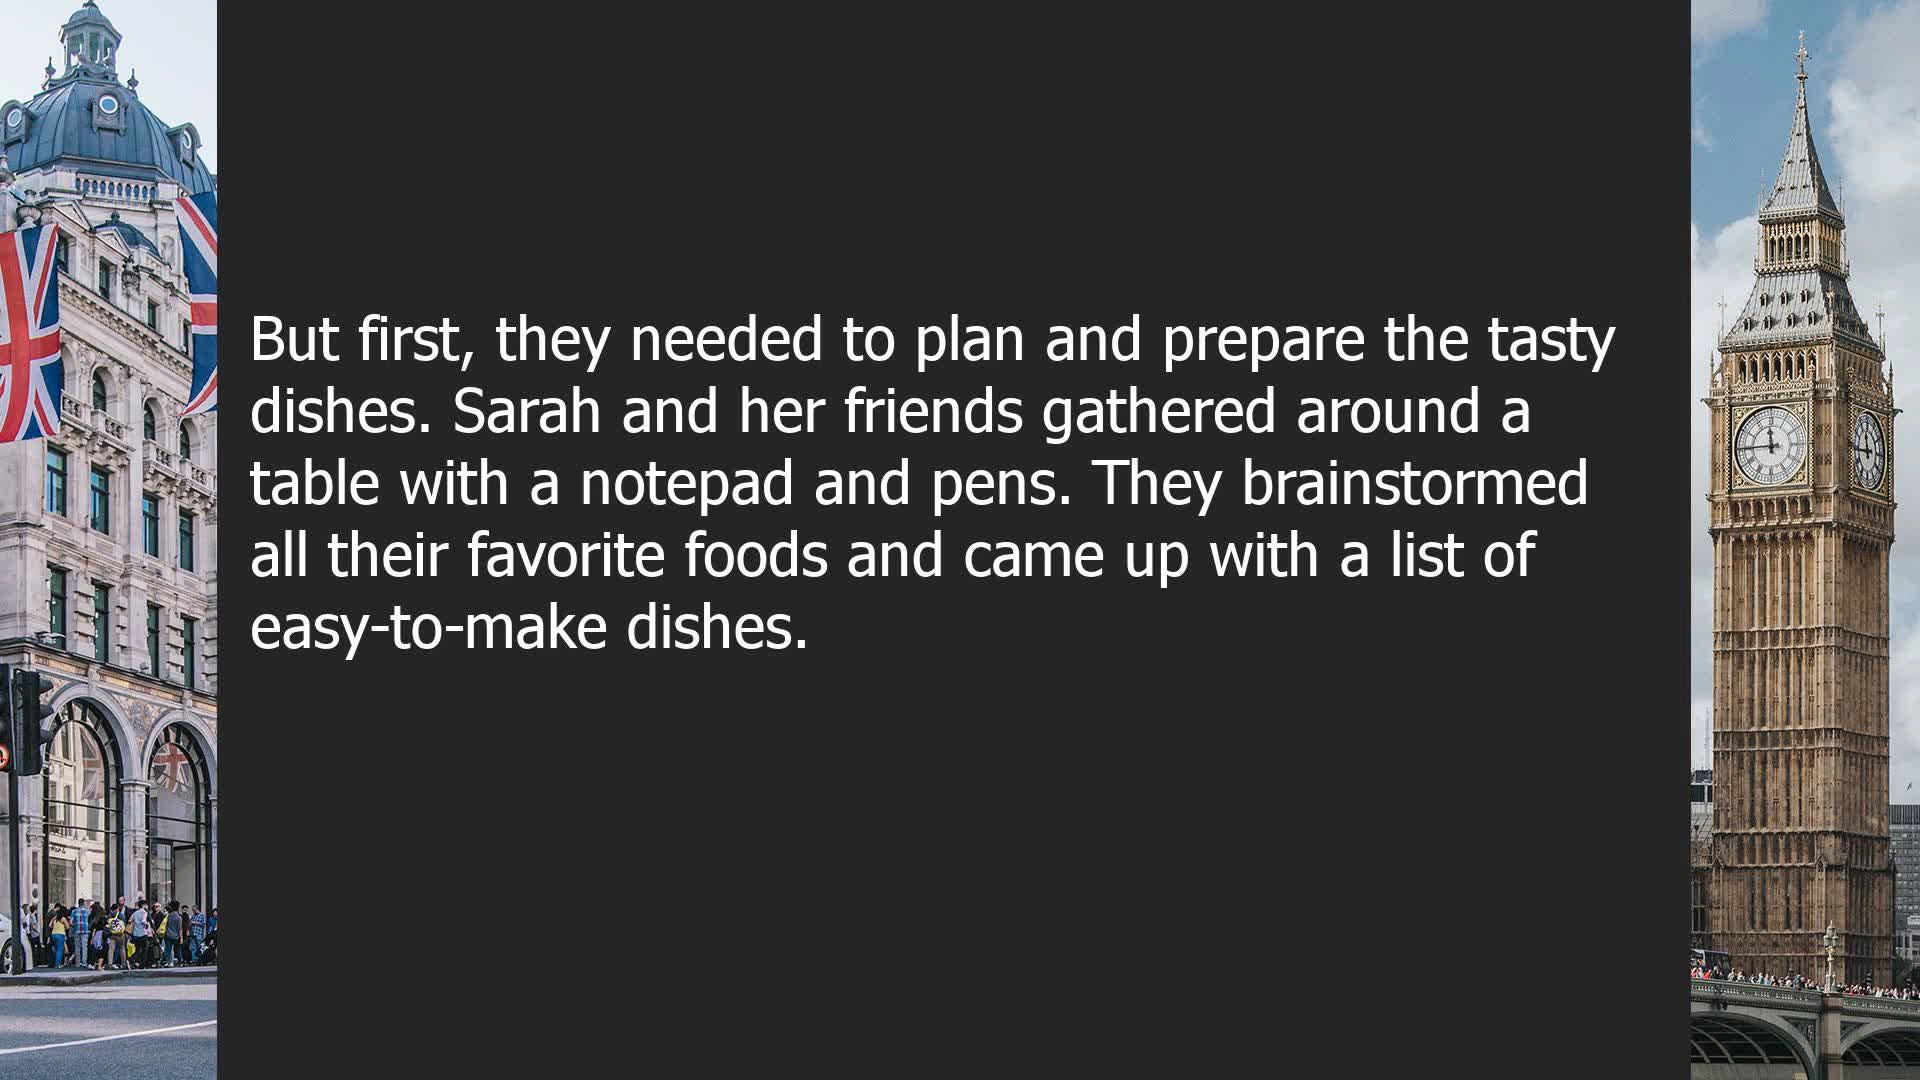 But first, they needed to plan and prepare the tasty
dishes. Sarah and her friends gathered around a
table with a notepad and pens. They brainstormed
all their favorite foods and came up with a list of
easy-to-make dishes.